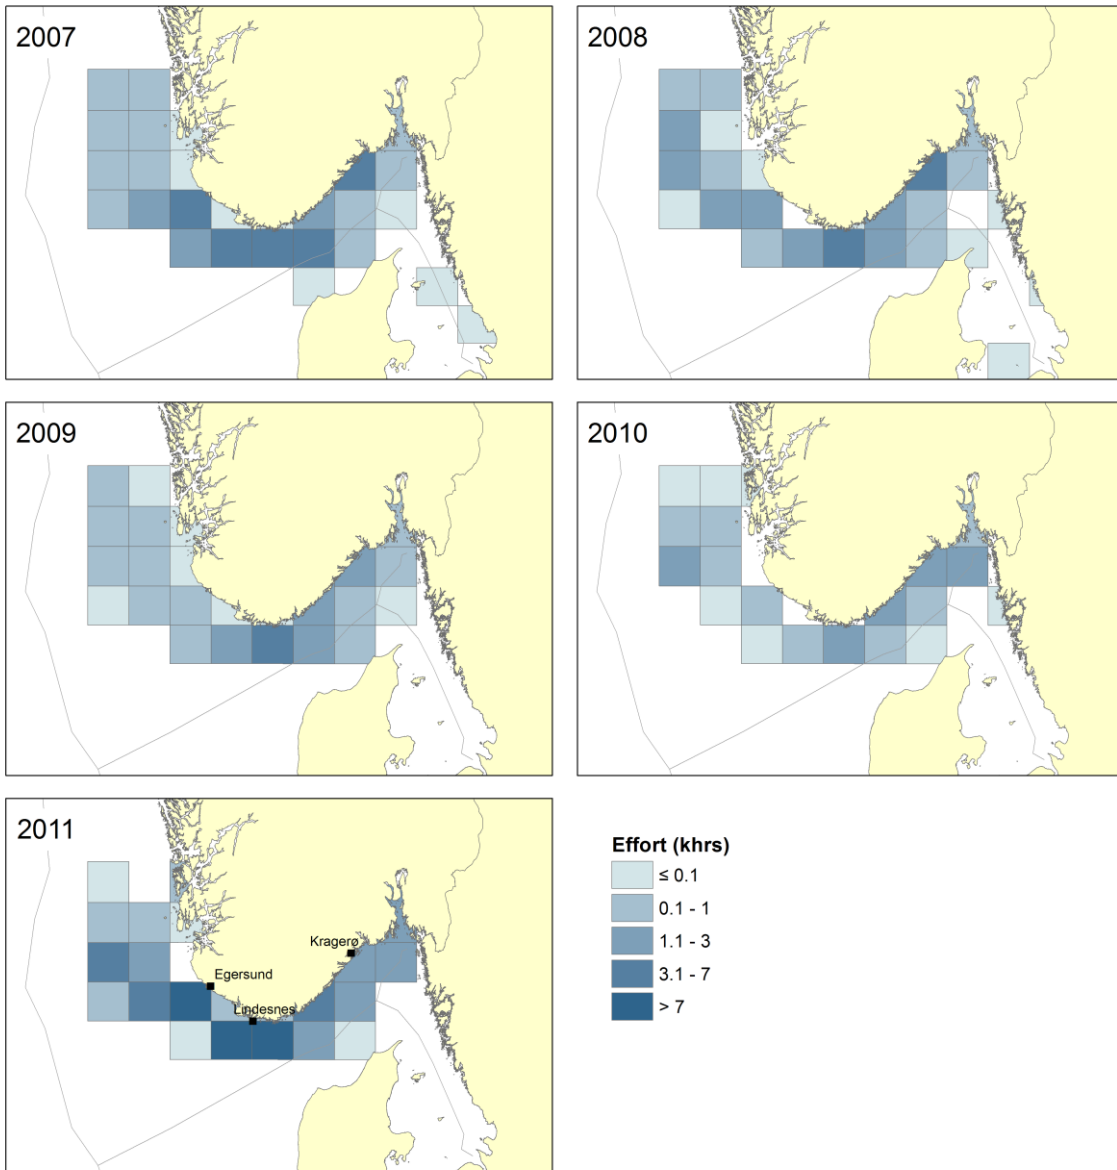 2007
2008
2009
2010
2011
Kragerø
Egersund
Lindesnes
Effort (khrs)
≤ 0.1
0.1 - 1
1.1 - 3
3.1 - 7
> 7